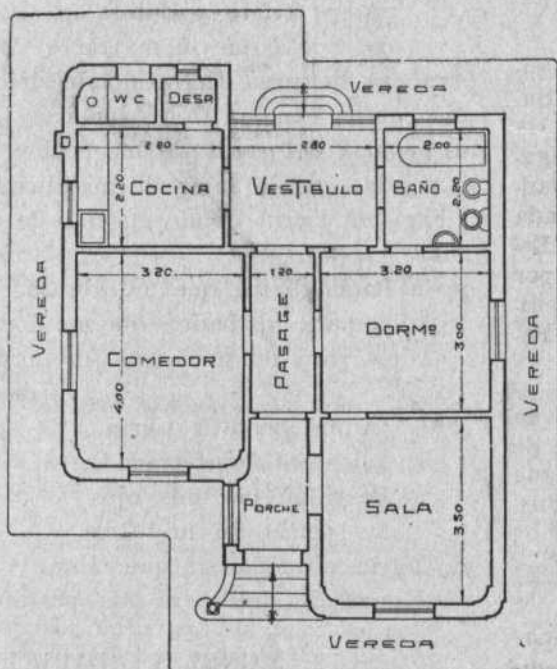 VEREDA
WC
DESP.
2.80
2.80
2.00
COCINA
VESTIBULO
BAÑO
2.20
2.20
3.20
1.20
3.20
VEREDA
COMEDOR
4.00
PASAGE
DORMº
3.00
VEREDA
PORCHE
SALA
3.50
VEREDA